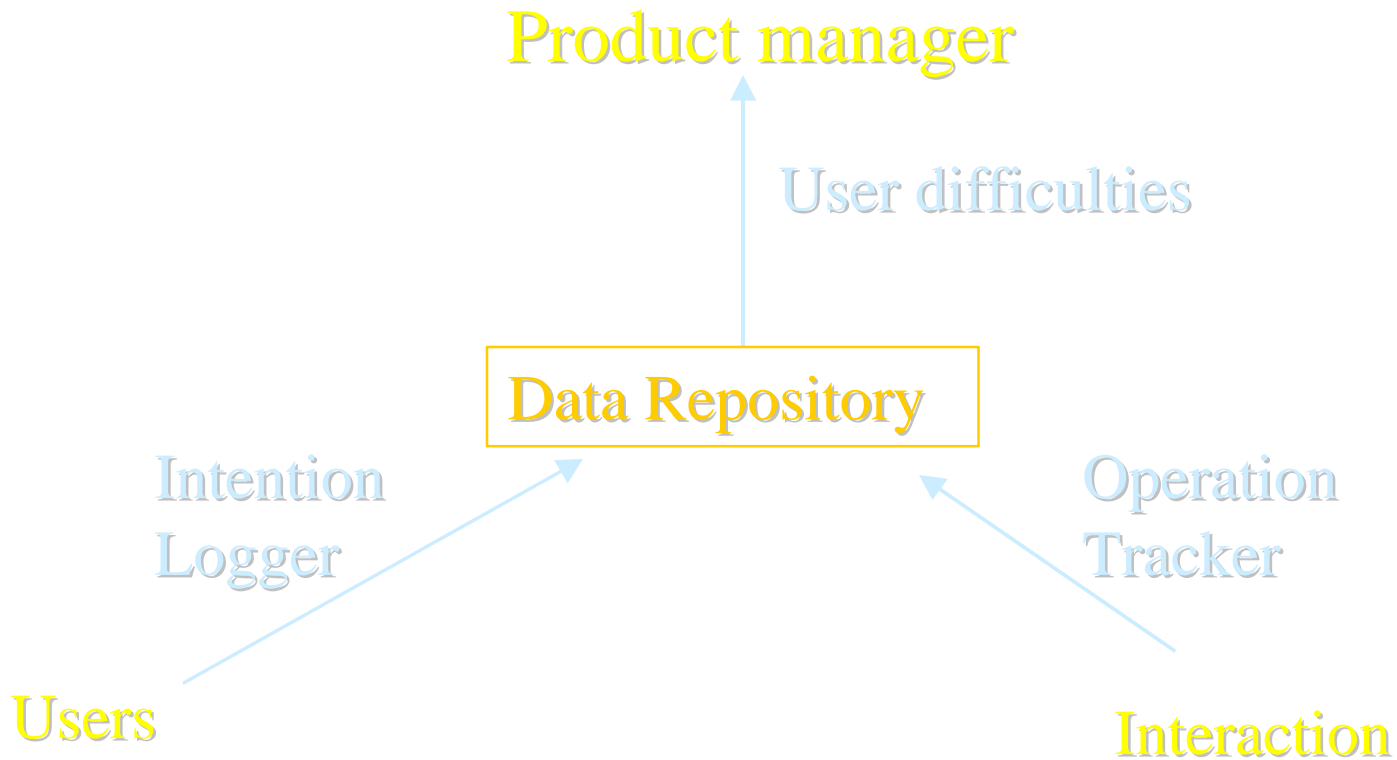 Product manager
User difficulties
Data Repository
Intention
Logger
Operation
Tracker
Users
Interaction